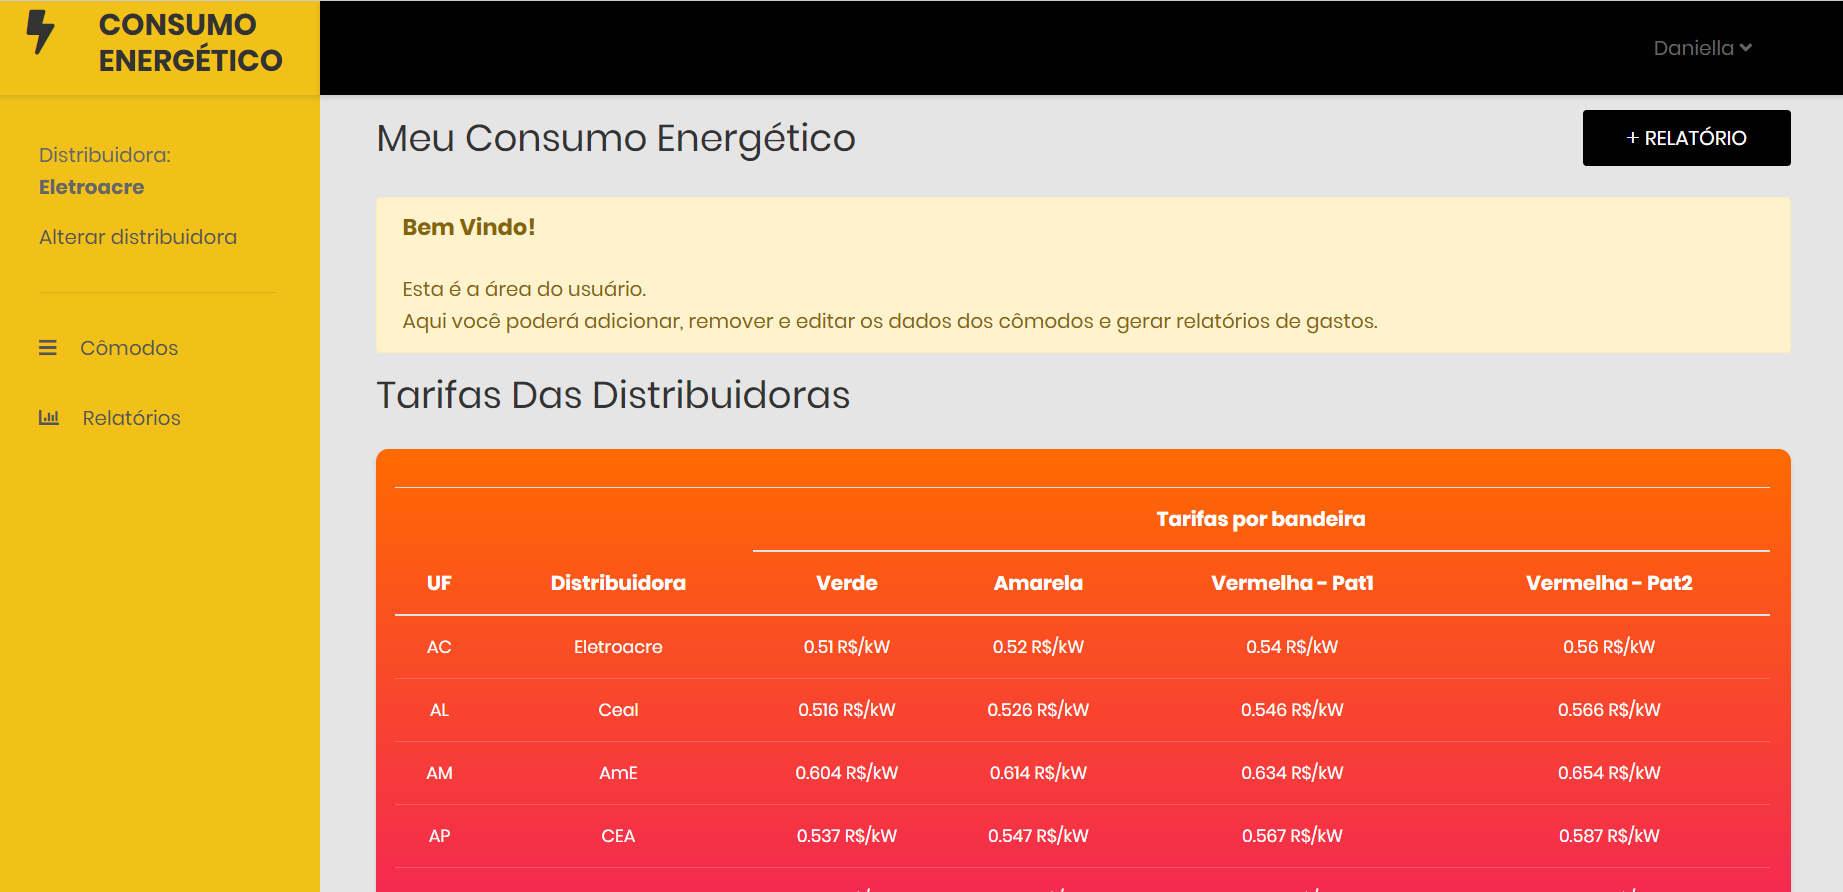 CONSUMO
ENERGÉTICO
Daniella
Distribuidora:
Eletroacre
Alterar distribuidora
Cômodos
Relatórios
Meu Consumo Energético
+ RELATÓRIO
Bem Vindo!
Esta é a área do usuário.
Aqui você poderá adicionar, remover e editar os dados dos cômodos e gerar relatórios de gastos.
Tarifas Das Distribuidoras
Tarifas por bandeira
UF Distribuidora Verde Amarela Vermelha - Pat1 Vermelha - Pat2
AC Eletroacre 0.51 R$/kW 0.52 R$/kW 0.54 R$/kW 0.56 R$/kW
AL Ceal 0.516 R$/kW 0.526 R$/kW 0.546 R$/kW 0.566 R$/kW
AM AmE 0.604 R$/kW 0.614 R$/kW 0.634 R$/kW 0.654 R$/kW
AP CEA 0.537 R$/kW 0.547 R$/kW 0.567 R$/kW 0.587 R$/kW